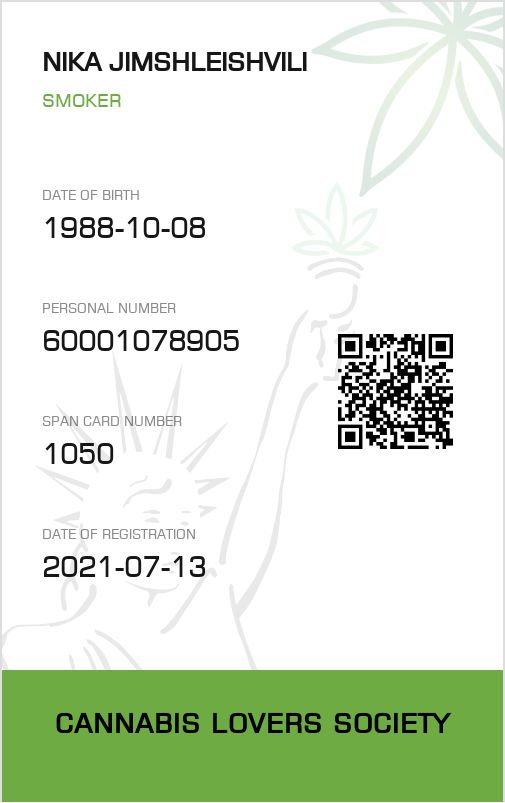 NIKA JIMSHLEISHVILI
SMOKER
DATE OF BIRTH
1988-10-08
PERSONAL NUMBER
60001078905
SPAN CARD NUMBER
1050
DATE OF REGISTRATION
2021-07-13
CANNABIS LOVERS SOCIETY